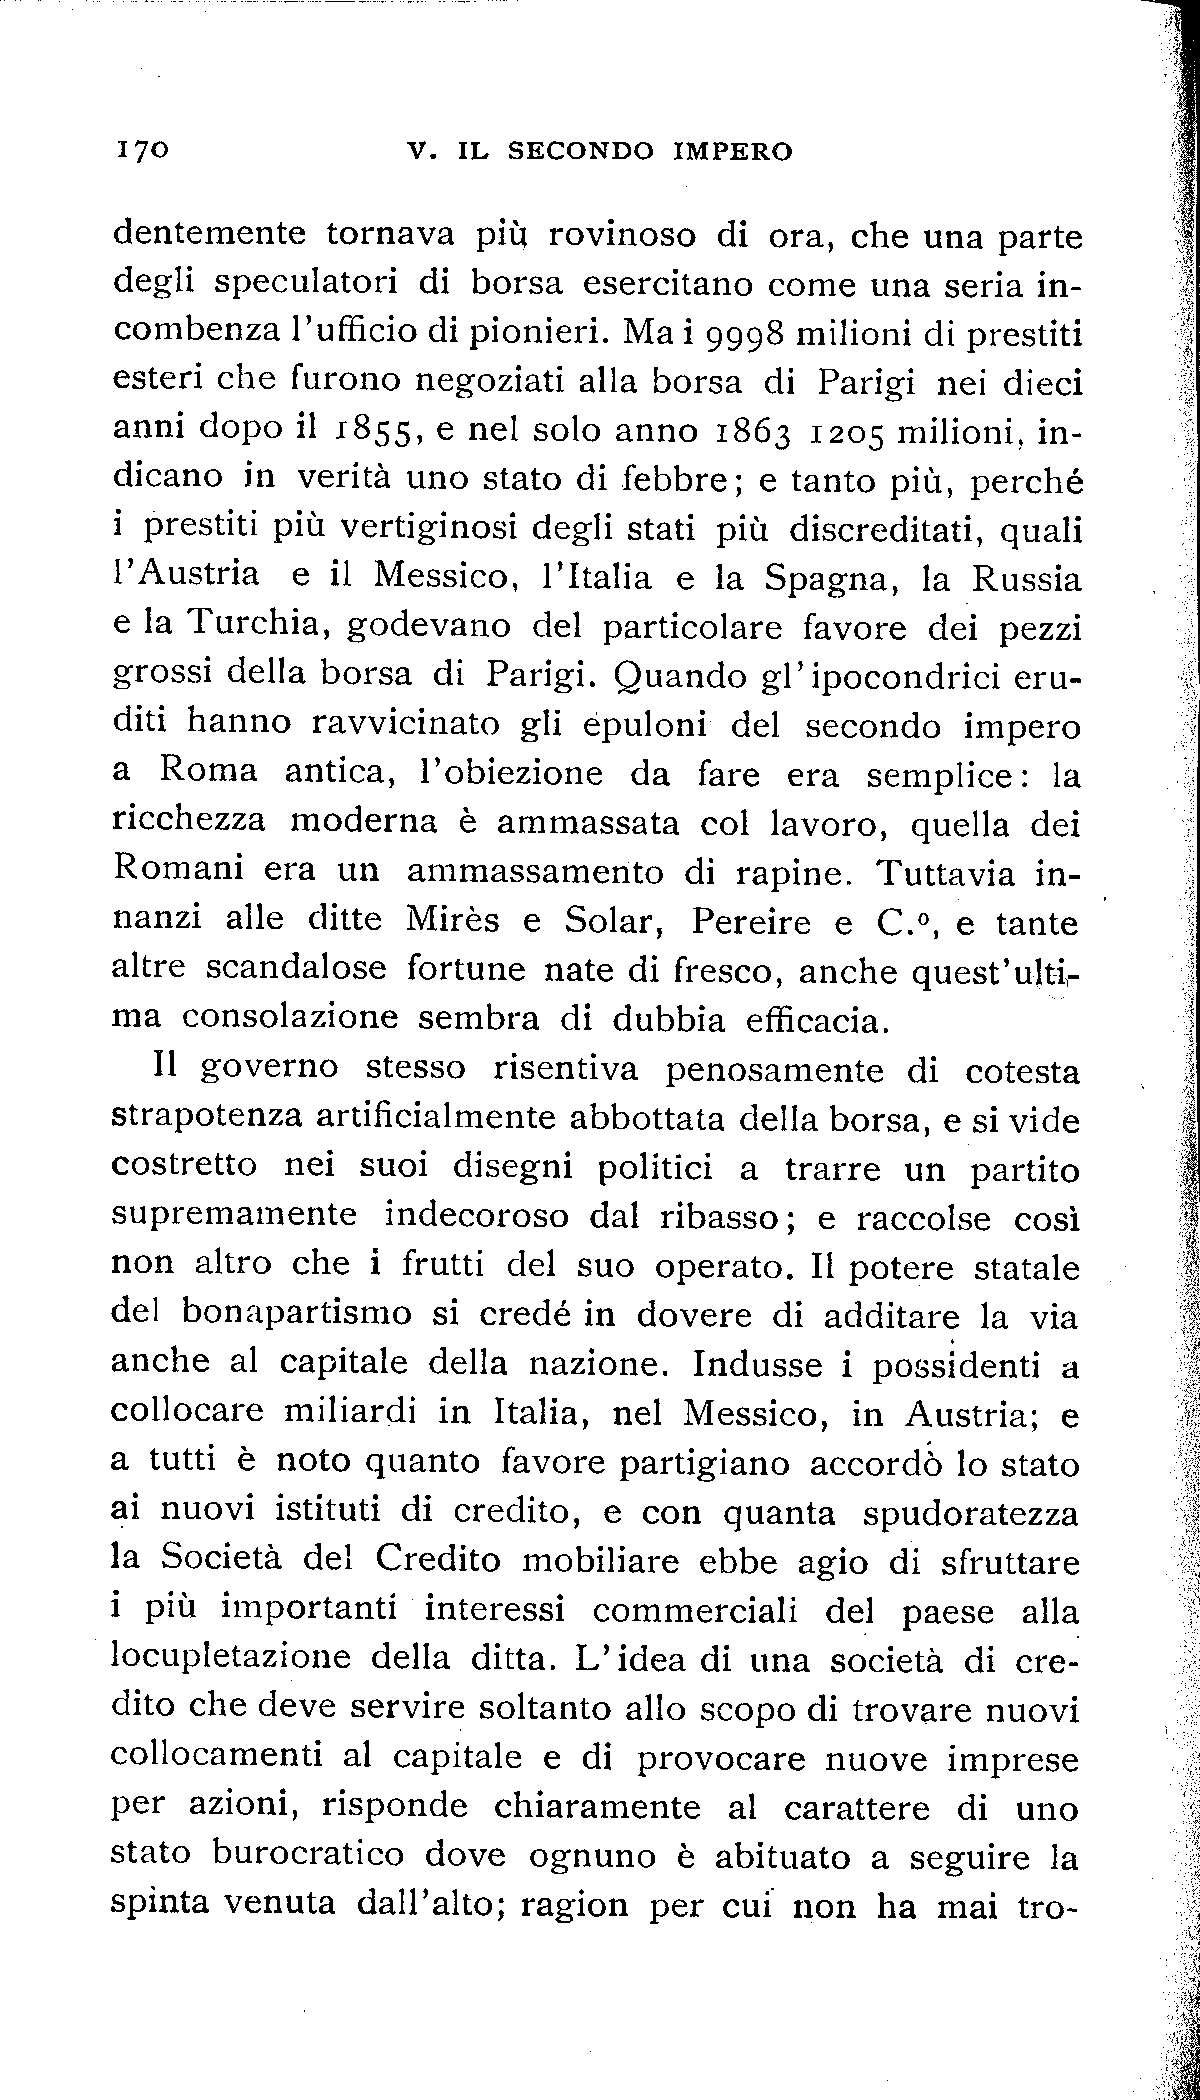 170 V. IL SECONDO IMPERO
dentemente tornava più rovinoso di ora, che una parte
degli speculatori di borsa esercitano come una seria in-
combenza l'ufficio di pionieri. Ma i 9998 milioni di prestiti
esteri che furono negoziati alla borsa di Parigi nei dieci
anni dopo il 1855, e nel solo anno 1863 1205 milioni, in-
dicano in verità uno stato di febbre; e tanto più, perché
i prestiti più vertiginosi degli stati più discreditati, quali
l'Austria e il Messico, l'Italia e la Spagna, la Russia
e la Turchia, godevano del particolare favore dei pezzi
grossi della borsa di Parigi. Quando gl'ipocondrici eru-
diti hanno ravvicinato gli epuloni del secondo impero
a Roma antica, l'obiezione da fare era semplice: la
ricchezza moderna è ammassata col lavoro, quella dei
Romani era un ammassamento di rapine. Tuttavia in-
nanzi alle ditte Mirès e Solar, Pereire e C.º, e tante
altre scandalose fortune nate di fresco, anche quest'ulti-
ma consolazione sembra di dubbia efficacia.
Il governo stesso risentiva penosamente di cotesta
strapotenza artificialmente abbottata della borsa, e si vide
costretto nei suoi disegni politici a trarre un partito
supremamente indecoroso dal ribasso; e raccolse così
non altro che i frutti del suo operato. Il potere statale
del bonapartismo si credé in dovere di additare la via
anche al capitale della nazione. Indusse i possidenti a
collocare miliardi in Italia, nel Messico, in Austria; e
a tutti è noto quanto favore partigiano accordò lo stato
ai nuovi istituti di credito, e con quanta spudoratezza
la Società del Credito mobiliare ebbe agio di sfruttare
i più importanti interessi commerciali del paese alla
locupletazione della ditta. L'idea di una società di cre-
dito che deve servire soltanto allo scopo di trovare nuovi
collocamenti al capitale e di provocare nuove imprese
per azioni, risponde chiaramente al carattere di uno
stato burocratico dove ognuno è abituato a seguire la
spinta venuta dall'alto; ragion per cui non ha mai tro-